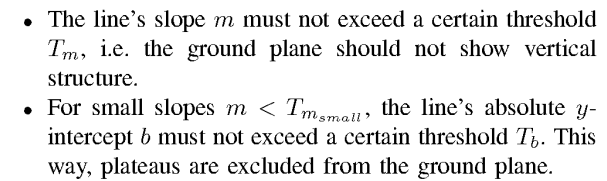 • The line's slope m must not exceed a certain threshold
T_m, i.e. the ground plane should not show vertical
structure.
• For small slopes m < T_{m_{small}}, the line's absolute y-
intercept b must not exceed a certain threshold T_b. This
way, plateaus are excluded from the ground plane.